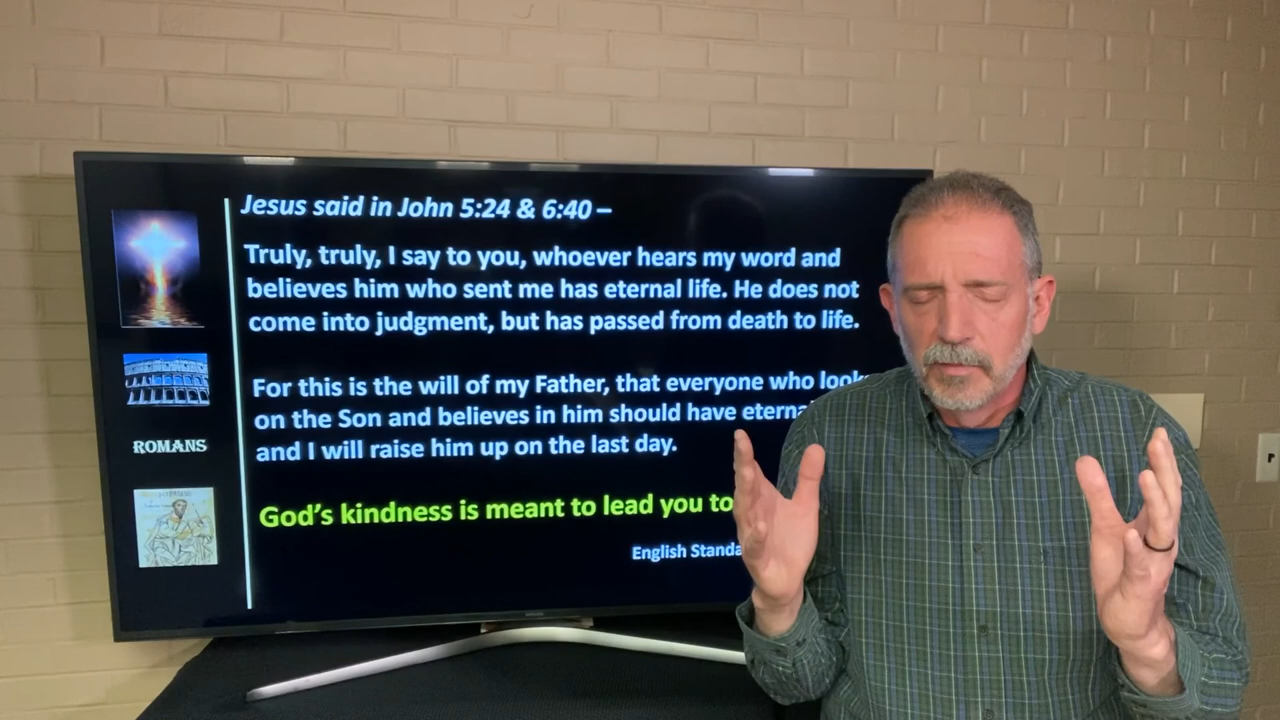 Jesus said in John 5:24 & 6:40 –
Truly, truly, I say to you, whoever hears my word and
believes him who sent me has eternal life. He does not
come into judgment, but has passed from death to life.
For this is the will of my Father, that everyone who look
on the Son and believes in him should have eterna
and I will raise him up on the last day.
ROMANS
God's kindness is meant to lead you to
English Standa